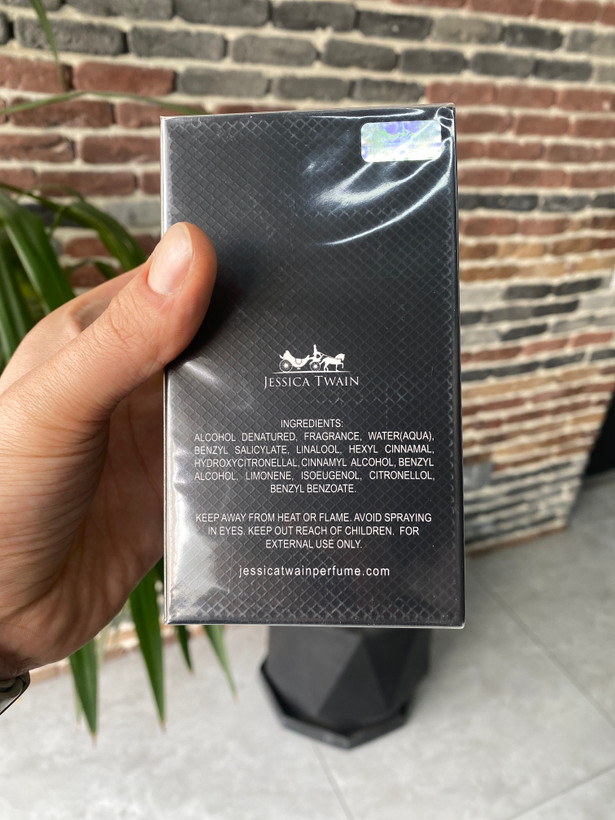 JESSICA TWAIN
INGREDIENTS:
ALCOHOL DENATURED, FRAGRANCE, WATER(AQUA),
BENZYL SALICYLATE, LINALOOL, HEXYL CINNAMAL,
HYDROXYCITRONELLAL, CINNAMYL ALCOHOL, BENZYL
ALCOHOL, LIMONENE, ISOEUGENOL, CITRONELLOL,
BENZYL BENZOATE.
KEEP AWAY FROM HEAT OR FLAME. AVOID SPRAYING
IN EYES. KEEP OUT REACH OF CHILDREN. FOR
EXTERNAL USE ONLY.
jessicatwainperfume.com